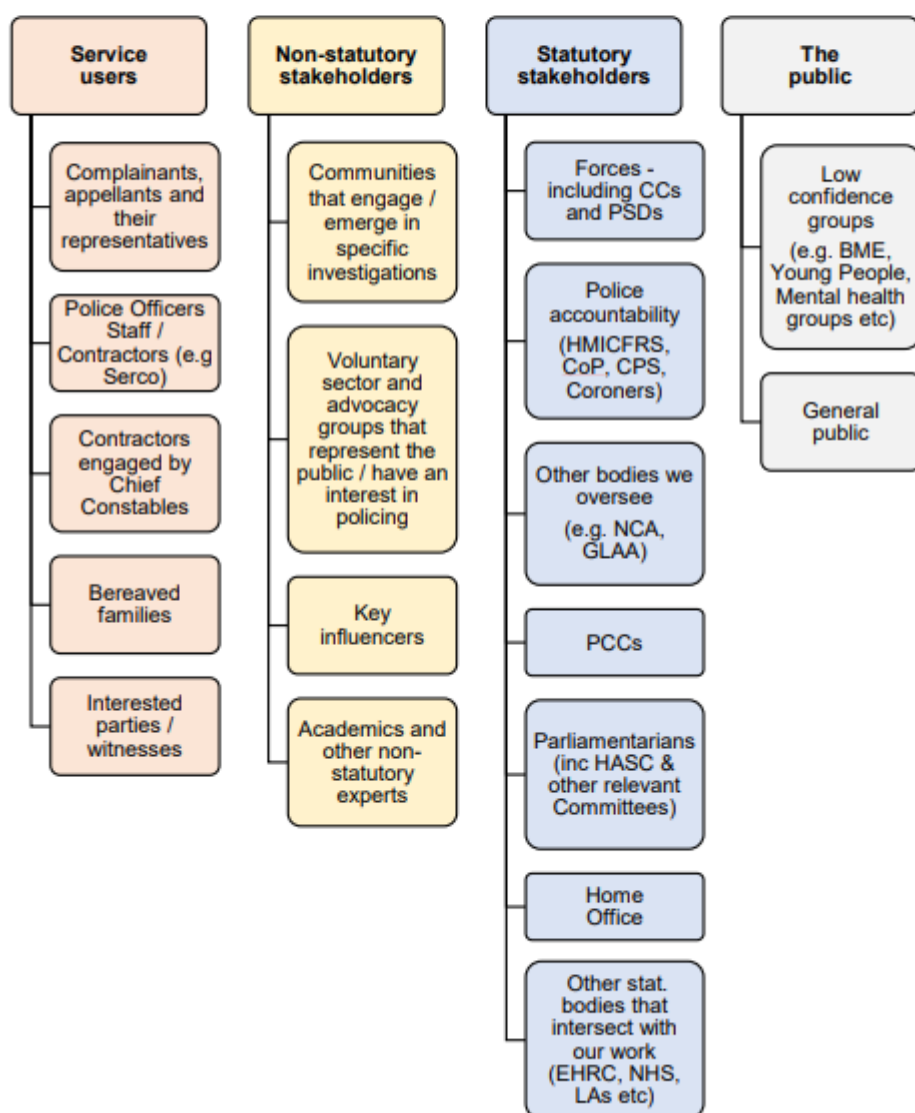 Service
users
Complainants,
appellants and
their
representatives
Police Officers
Staff /
Contractors (e.g
Serco)
Contractors
engaged by
Chief
Constables
Bereaved
families
Interested
parties /
witnesses
Non-statutory
stakeholders
Communities
that engage /
emerge in
specific
investigations
Voluntary
sector and
advocacy
groups that
represent the
public / have an
interest in
policing
Key
influencers
Academics and
other non-
statutory
experts
Statutory
stakeholders
Forces -
including CCs
and PSDs
Police
accountability
(HMICFRS,
CoP, CPS,
Coroners)
Other bodies we
oversee
(e.g. NCA,
GLAA)
PCCs
Parliamentarians
(inc HASC &
other relevant
Committees)
Home
Office
Other stat.
bodies that
intersect with
our work
(EHRC, NHS,
LAs etc)
The
public
Low
confidence
groups
(e.g. BME,
Young People,
Mental health
groups etc)
General
public